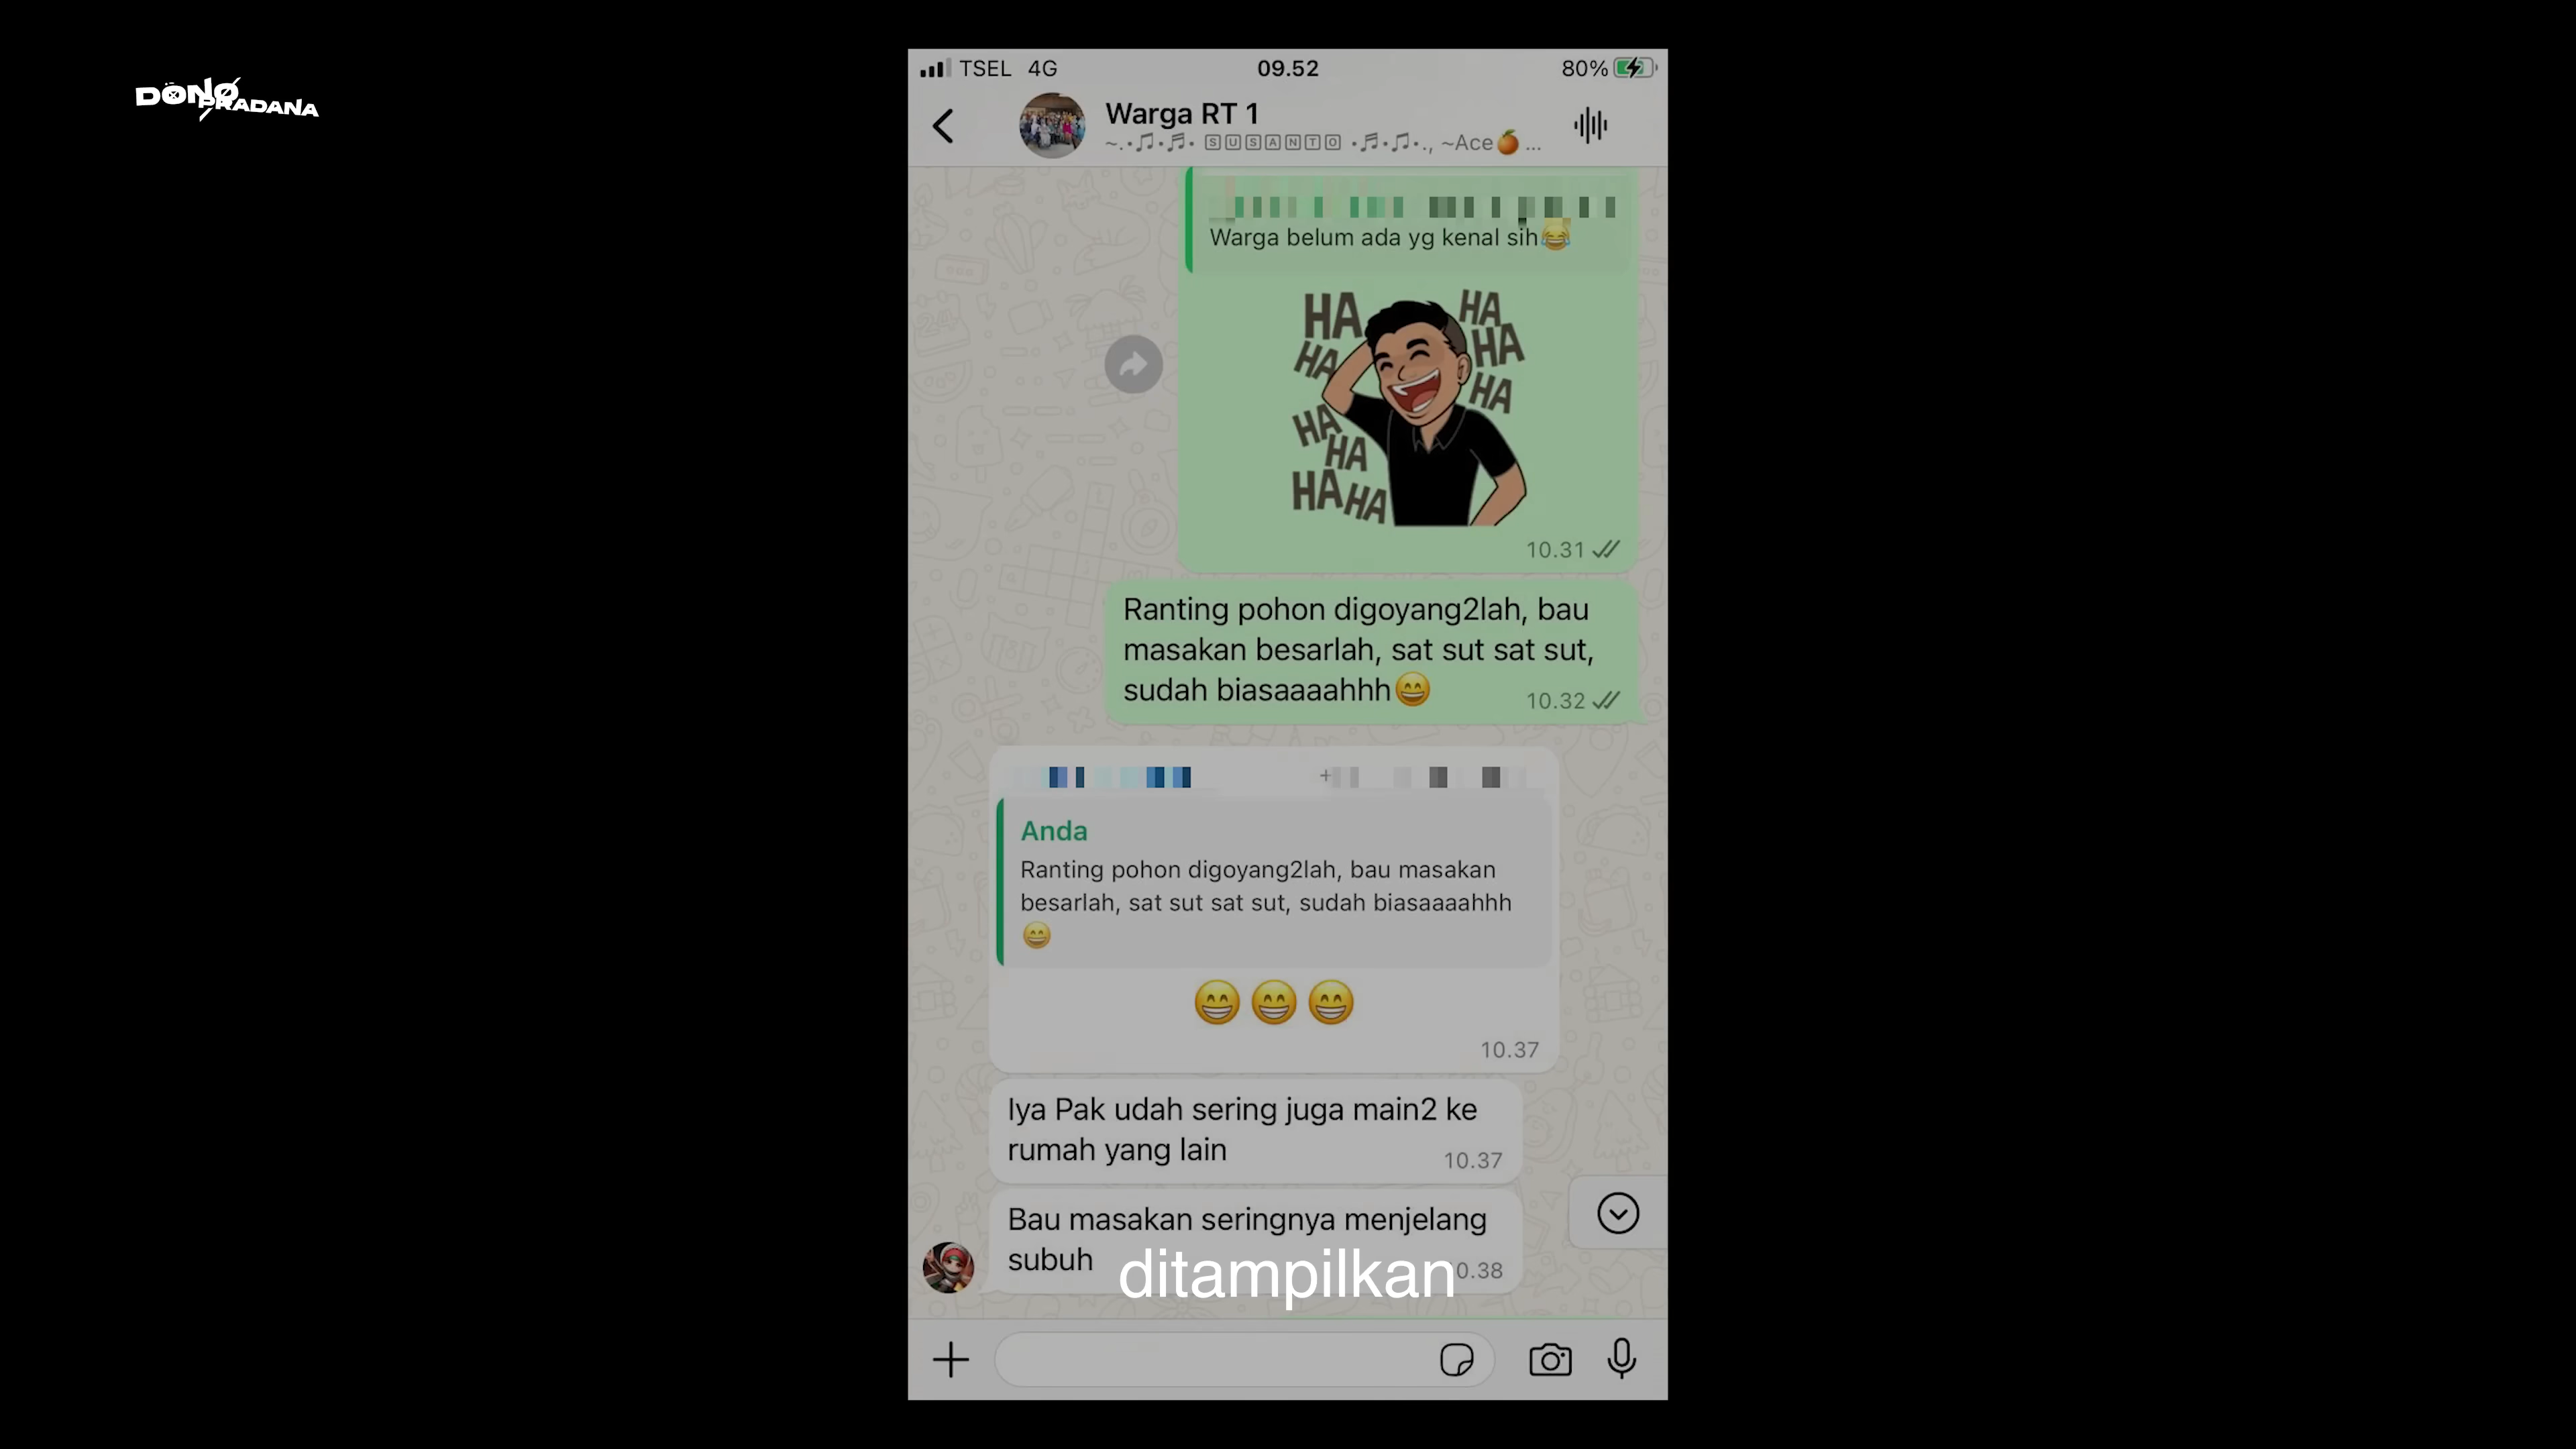 DONO
PRADANA
TSEL 4G
09.52
80%
Warga RT 1
SUSANTO ., ~Ace🍊 ...
Warga belum ada yg kenal sih😂
HA
HA
HA
HA
HA
HA
HA
HA
HA
10.31
Ranting pohon digoyang2lah, bau
masakan besarlah, sat sut sat sut,
sudah biasaaaahhh😄
10.32
Anda
Ranting pohon digoyang2lah, bau masakan
besarlah, sat sut sat sut, sudah biasaaaahhh
😄
😁😁😁
10.37
Iya Pak udah sering juga main2 ke
rumah yang lain
10.37
Bau masakan seringnya menjelang
subuh
0.38
ditampilkan